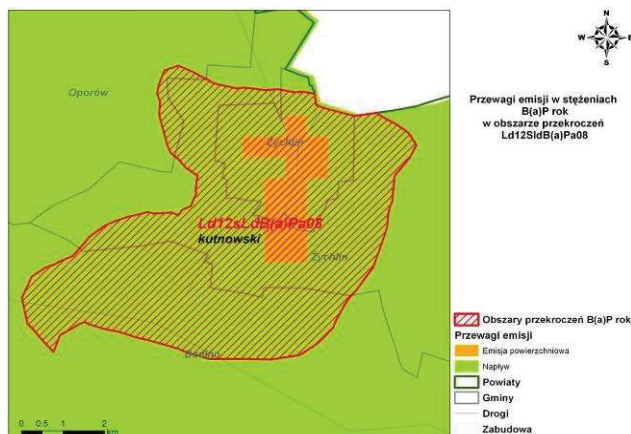 N
W E
S
Przewagi emisji w stężeniach
B(a)P rok
w obszarze przekroczeń
Ld12SldB(a)Pa08
Oporów
Żychlin
Ld12sLdB(a)Pa08
kutnowski
Żychlin
Bedlno
Obszary przekroczeń B(a)P rok
Przewagi emisji
Emisja powierzchniowa
Napływ
Powiaty
Gminy
Drogi
Zabudowa
0 0.5 1 2
km